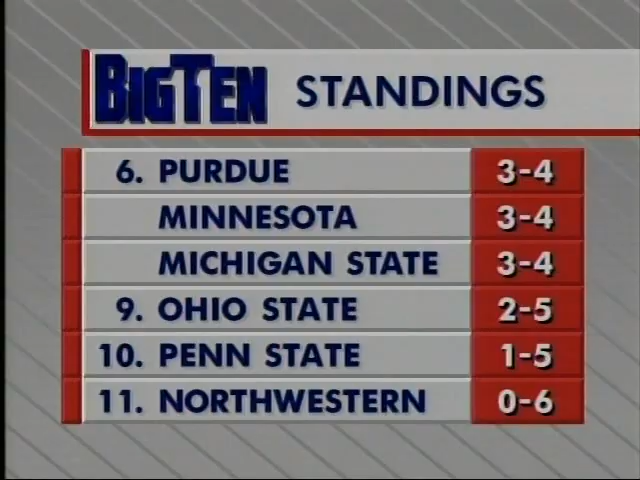 BIGTEN STANDINGS
6. PURDUE 3-4
MINNESOTA 3-4
MICHIGAN STATE 3-4
9. OHIO STATE 2-5
10. PENN STATE 1-5
11. NORTHWESTERN 0-6